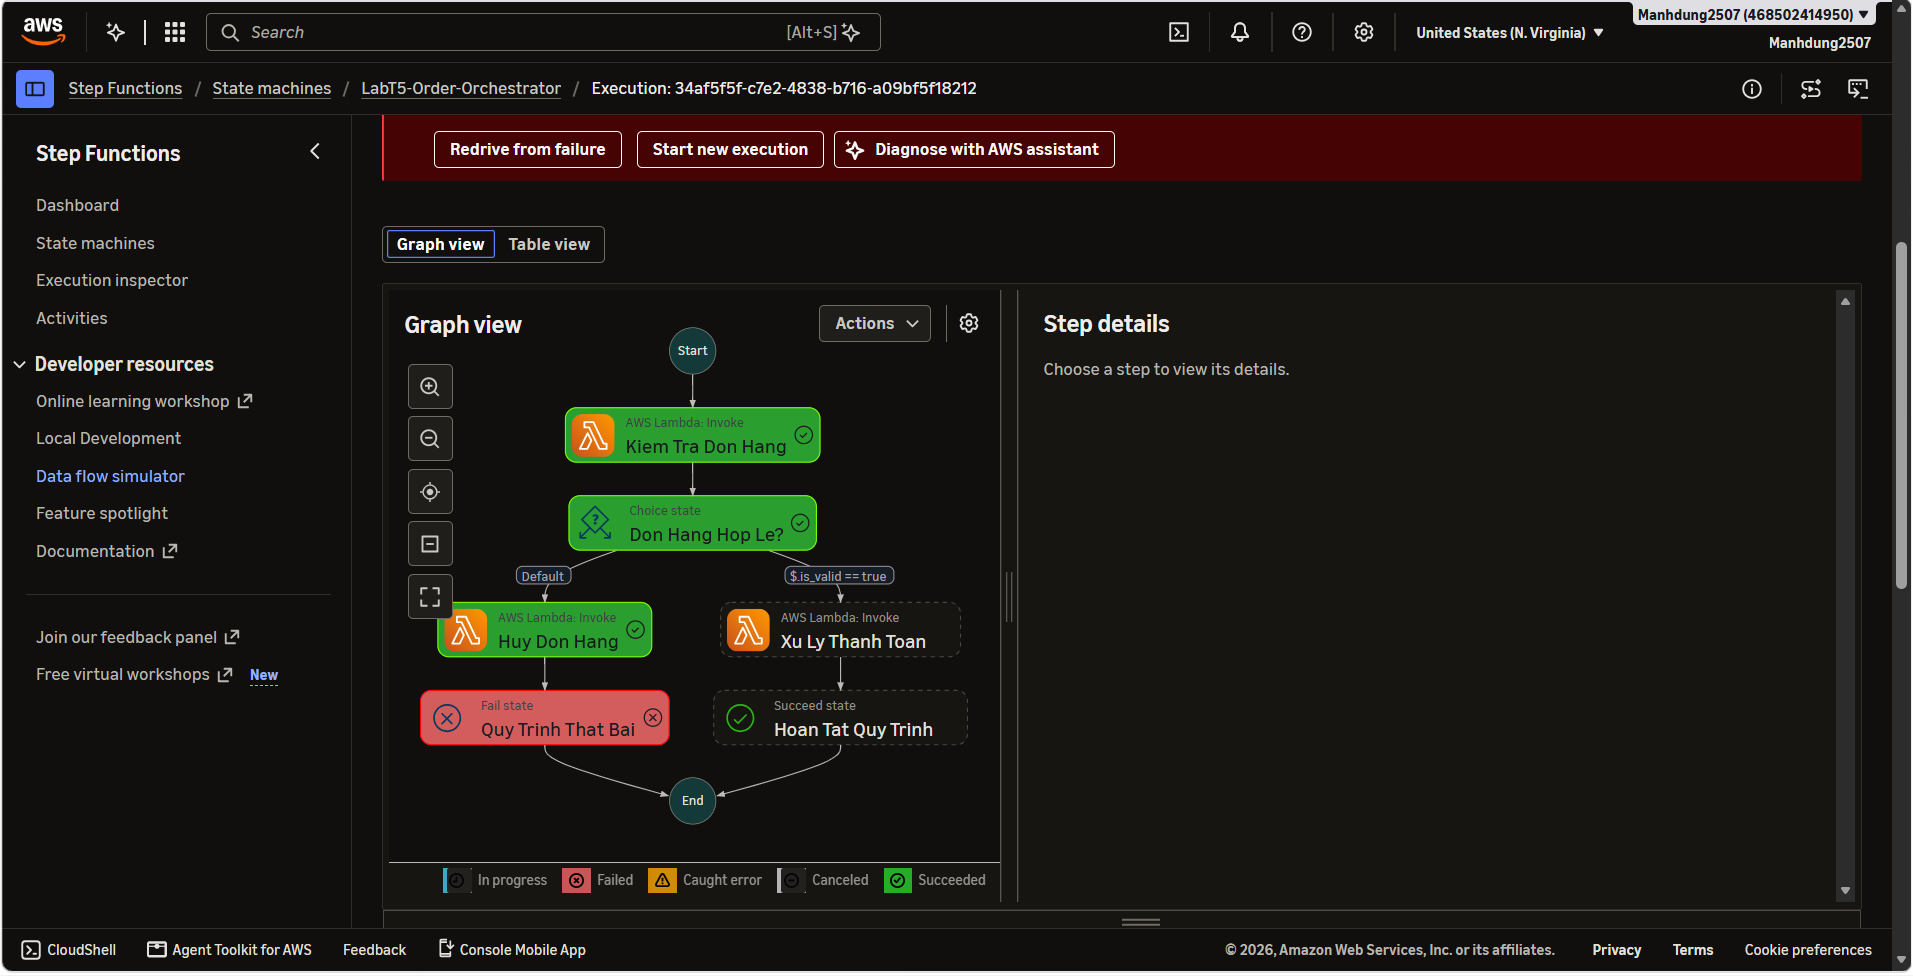 aws
Search [Alt+S]
United States (N. Virginia)
Manhdung2507 (468502414950)
Manhdung2507
Step Functions / State machines / LabT5-Order-Orchestrator / Execution: 34af5f5f-c7e2-4838-b716-a09bf5f18212
Step Functions
Dashboard
State machines
Execution inspector
Activities
Developer resources
Online learning workshop
Local Development
Data flow simulator
Feature spotlight
Documentation
Join our feedback panel
Free virtual workshops New
Redrive from failure Start new execution Diagnose with AWS assistant
Graph view Table view
Graph view
Actions
Start
AWS Lambda: Invoke
Kiem Tra Don Hang
Choice state
Don Hang Hop Le?
Default $.is_valid == true
AWS Lambda: Invoke
Huy Don Hang
AWS Lambda: Invoke
Xu Ly Thanh Toan
Fail state
Quy Trinh That Bai
Succeed state
Hoan Tat Quy Trinh
End
In progress Failed Caught error Canceled Succeeded
Step details
Choose a step to view its details.
CloudShell Agent Toolkit for AWS Feedback Console Mobile App © 2026, Amazon Web Services, Inc. or its affiliates. Privacy Terms Cookie preferences